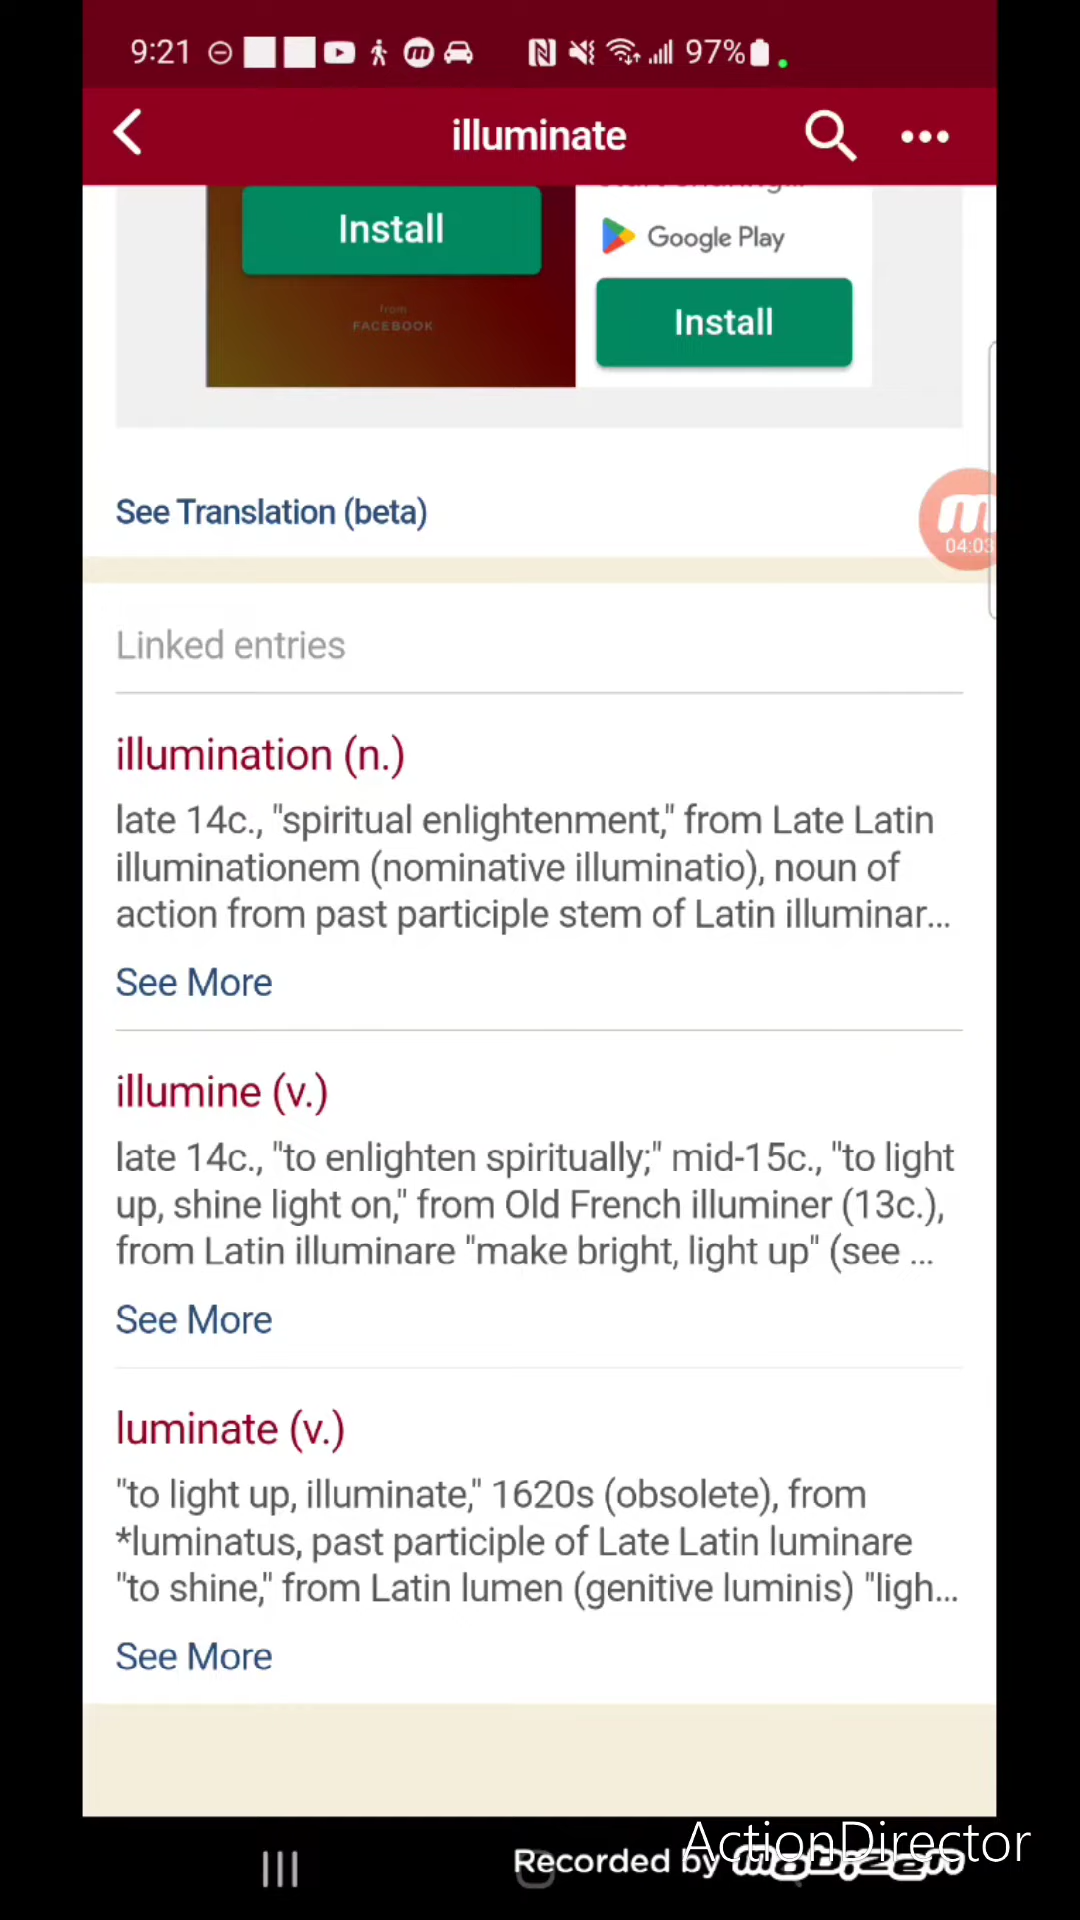 9:21 97%
illuminate
Install
Google Play
Install
from
FACEBOOK
See Translation (beta)
04:03
Linked entries
illumination (n.)
late 14c., "spiritual enlightenment," from Late Latin
illuminationem (nominative illuminatio), noun of
action from past participle stem of Latin illuminar...
See More
illumine (v.)
late 14c., "to enlighten spiritually;" mid-15c., "to light
up, shine light on," from Old French illuminer (13c.),
from Latin illuminare "make bright, light up" (see ...
See More
luminate (v.)
"to light up, illuminate," 1620s (obsolete), from
*luminatus, past participle of Late Latin luminare
"to shine," from Latin lumen (genitive luminis) "ligh...
See More
ActionDirector
Recorded by mobizen